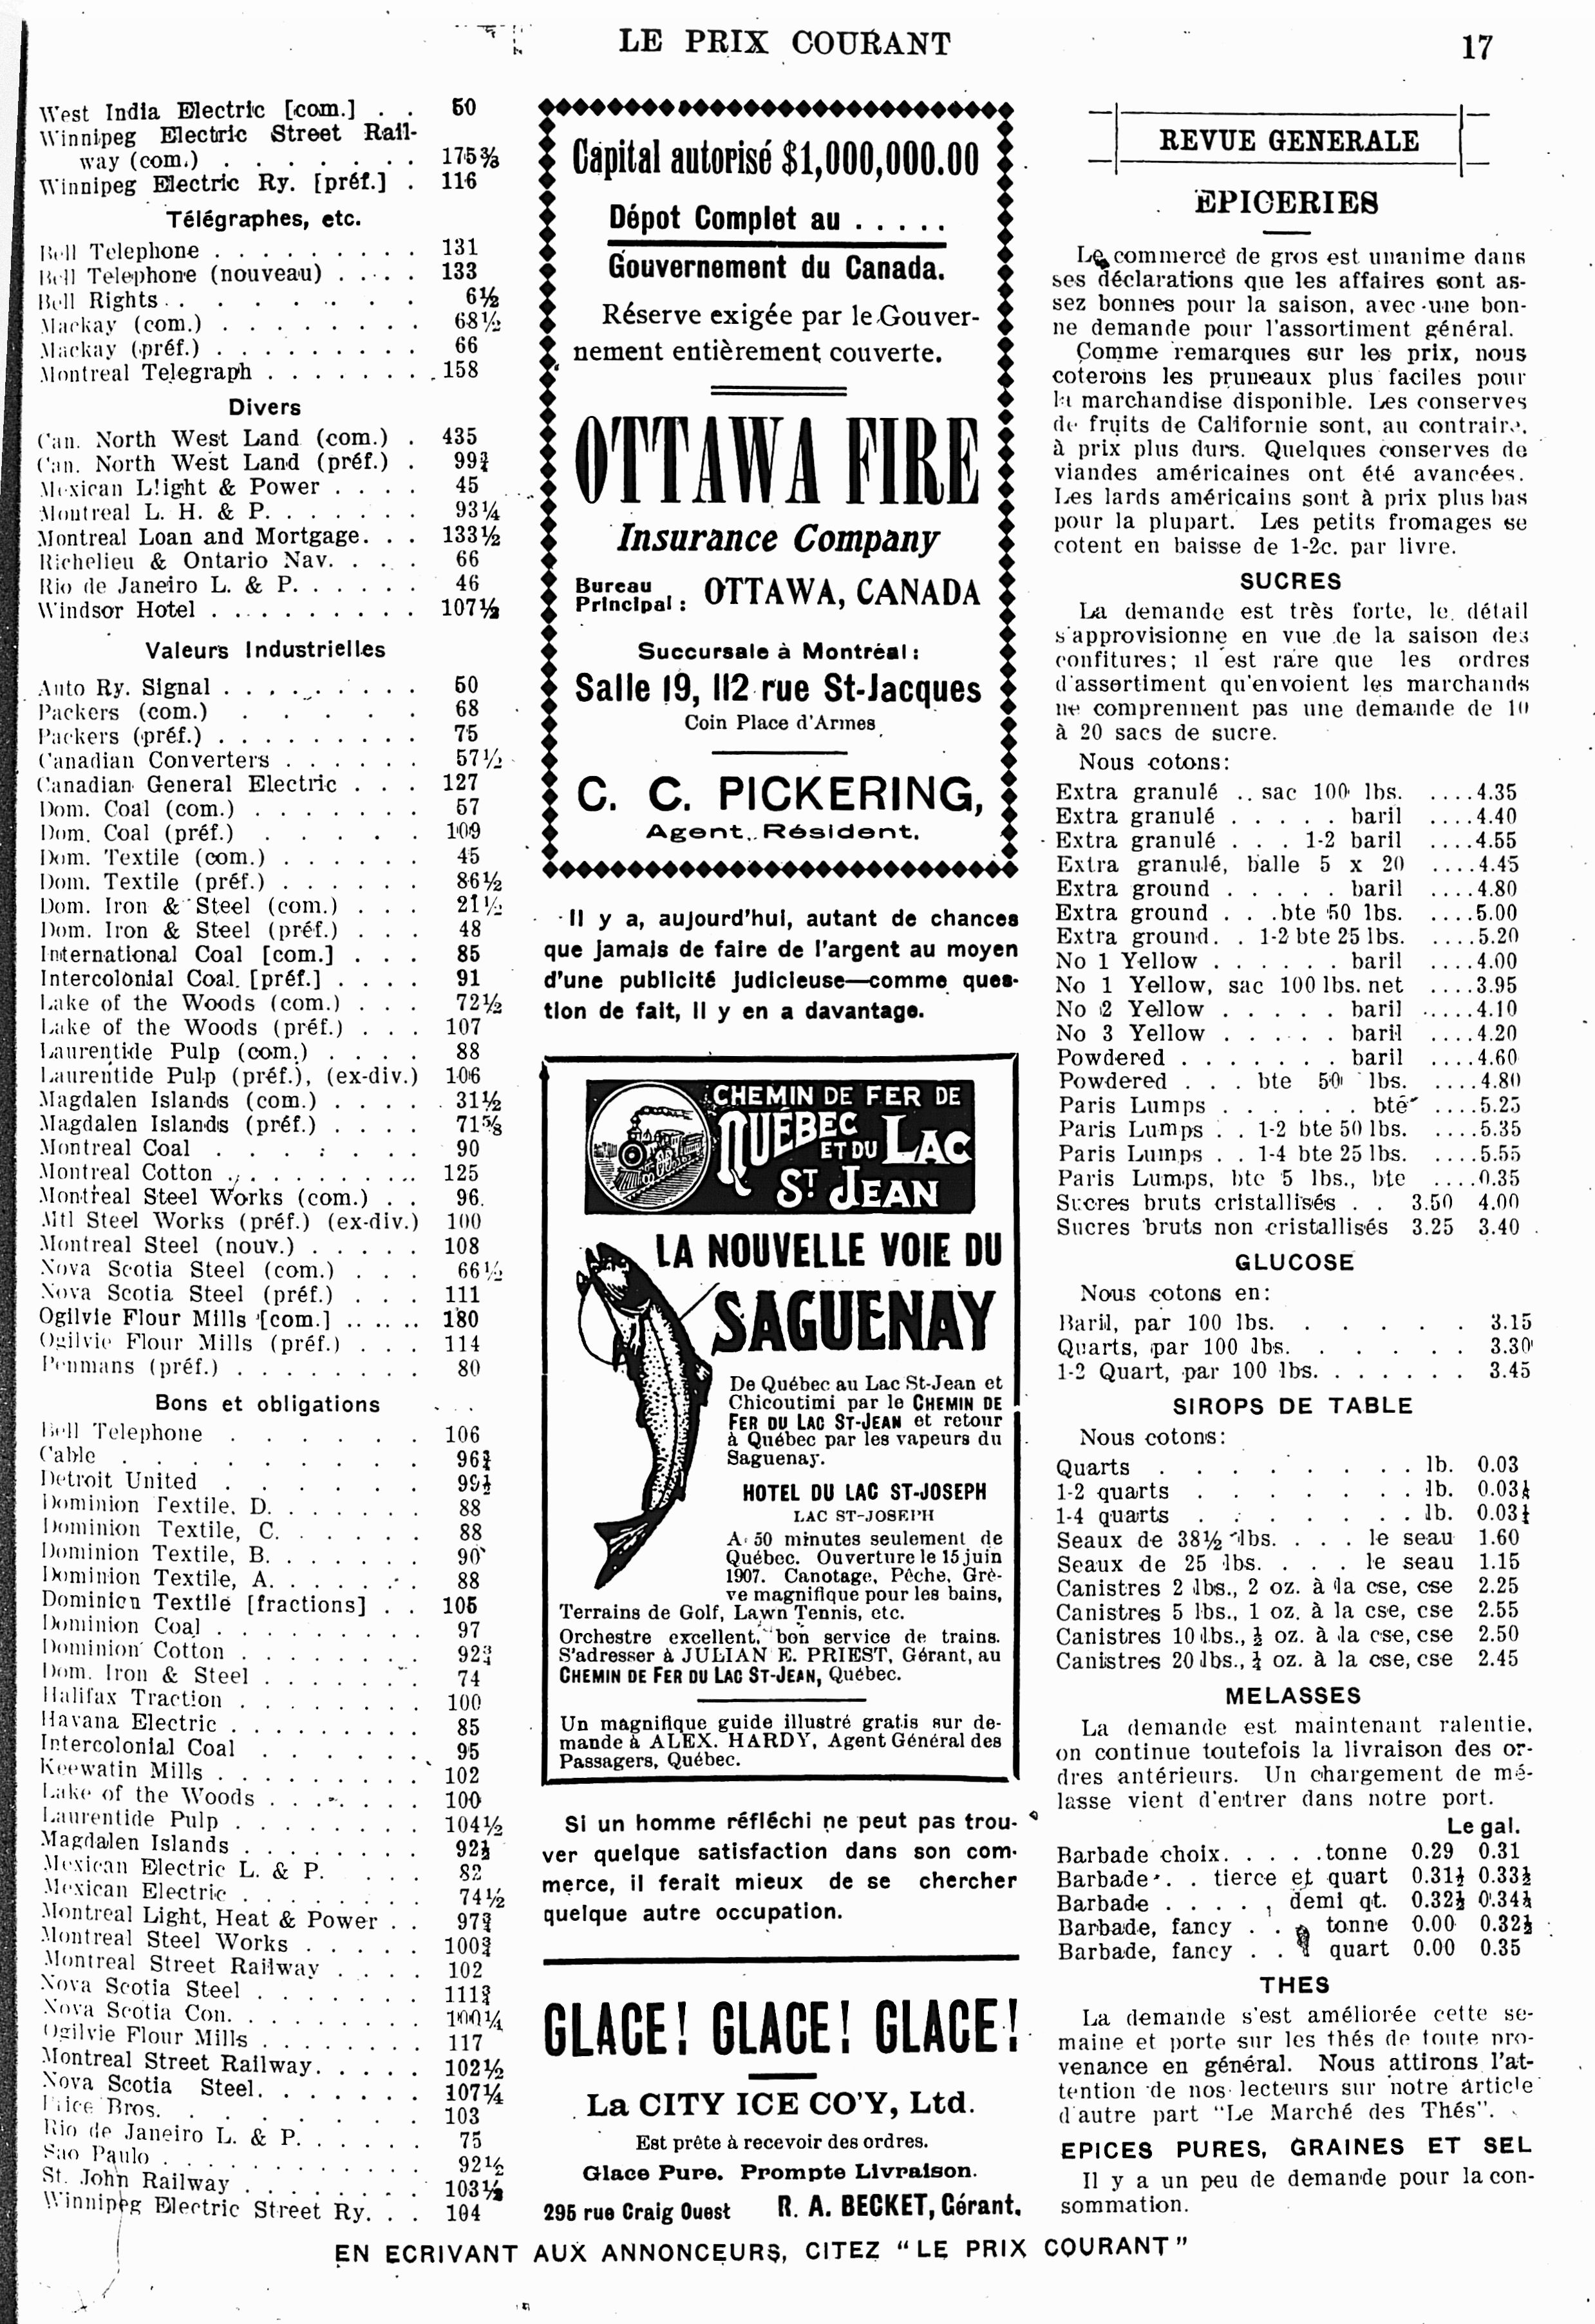 LE PRIX COURANT
17
West India Electric [com.] . . 50
Winnipeg Electric Street Rail-
way (com.) . . . . . . . 175⅜
Winnipeg Electric Ry. [préf.] . 116
Télégraphes, etc.
Bell Telephone . . . . . . . . . 131
Bell Telephone (nouveau) . . . . 133
Bell Rights . . . . . . . . 6½
Mackay (com.) . . . . . . . . 68½
Mackay (préf.) . . . . . . . . . 66
Montreal Telegraph . . . . . . . . 158
Divers
Can. North West Land (com.) . 435
Can. North West Land (préf.) . 99¾
Mexican Light & Power . . . . 45
Montreal L. H. & P. . . . . . . 93¼
Montreal Loan and Mortgage. . . 133½
Richelieu & Ontario Nav. . . . 66
Rio de Janeiro L. & P. . . . . . 46
Windsor Hotel . . . . . . . . . 107½
Valeurs Industrielles
Auto Ry. Signal . . . . . . . . . 50
Packers (com.) . . . . . . 68
Packers (préf.) . . . . . . . . . 75
Canadian Converters . . . . . . 57½
Canadian General Electric . . . 127
Dom. Coal (com.) . . . . . . . 57
Dom. Coal (préf.) . . . . . 109
Dom. Textile (com.) . . . . . . 45
Dom. Textile (préf.) . . . . . . 86½
Dom. Iron & Steel (com.) . . . 21½
Dom. Iron & Steel (préf.) . . . 48
International Coal [com.] . . . 85
Intercolonial Coal. [préf.] . . . . 91
Lake of the Woods (com.) . . . 72½
Lake of the Woods (préf.) . . . 107
Laurentide Pulp (com.) . . . . 88
Laurentide Pulp (préf.), (ex-div.) 106
Magdalen Islands (com.) . . . . 31½
Magdalen Islands (préf.) . . . . 71⅝
Montreal Coal . . . . . . . 90
Montreal Cotton . . . . . . . . . 125
Montreal Steel Works (com.) . . 96.
Mtl Steel Works (préf.) (ex-div.) 100
Montreal Steel (nouv.) . . . . . 108
Nova Scotia Steel (com.) . . . 66½
Nova Scotia Steel (préf.) . . . 111
Ogilvie Flour Mills [com.] .. .. .. 180
Ogilvie Flour Mills (préf.) . . . 114
Penmans (préf.) . . . . . . . . 80
Bons et obligations
Bell Telephone . . . . . . 106
Cable . . . . . . . . . 96¾
Detroit United . . . . . . 99½
Dominion Textile, D. . . . . . . 88
Dominion Textile, C. . . . . . 88
Dominion Textile, B. . . . . . . 90
Dominion Textile, A. . . . . . . 88
Dominion Textile [fractions] . . 105
Dominion Coal . . . . . . . . . 97
Dominion Cotton . . . . . . . . 92¾
Dom. Iron & Steel . . . . . . . 74
Halifax Traction . . . . . . . . 100
Havana Electric . . . . . . . . . 85
Intercolonial Coal . . . . . . 95
Keewatin Mills . . . . . . . . . 102
Lake of the Woods . . . . . . . 100
Laurentide Pulp . . . . . . . . 104½
Magdalen Islands . . . . . . . . 92½
Mexican Electric L. & P. . . . . 82
Mexican Electric . . . . . . . . 74½
Montreal Light, Heat & Power . . 97¾
Montreal Steel Works . . . . . 100¾
Montreal Street Railway . . . . 102
Nova Scotia Steel . . . . . . . 111¾
Nova Scotia Con. . . . . . . . . 100¼
Ogilvie Flour Mills . . . . . . . . 117
Montreal Street Railway. . . . . 102½
Nova Scotia Steel. . . . . . . 107¼
Price Bros. . . . . . . . . 103
Rio de Janeiro L. & P. . . . . . 75
Sao Paulo . . . . . . . . . . . 92½
St. John Railway . . . . . . . . 103½
Winnipeg Electric Street Ry. . . 104
Capital autorisé $1,000,000.00
Dépot Complet au . . . . .
Gouvernement du Canada.
Réserve exigée par le Gouver-
nement entièrement couverte.
OTTAWA FIRE
Insurance Company
Bureau
Principal : OTTAWA, CANADA
Succursale à Montréal :
Salle 19, 112 rue St-Jacques
Coin Place d'Armes
C. C. PICKERING,
Agent Résident.
Il y a, aujourd'hui, autant de chances
que jamais de faire de l'argent au moyen
d'une publicité judicieuse—comme ques-
tion de fait, il y en a davantage.
CHEMIN DE FER DE
QUÉBEC
ET DU LAC
ST JEAN
LA NOUVELLE VOIE DU
SAGUENAY
De Québec au Lac St-Jean et
Chicoutimi par le CHEMIN DE
FER DU LAC ST-JEAN et retour
à Québec par les vapeurs du
Saguenay.
HOTEL DU LAC ST-JOSEPH
LAC ST-JOSEPH
A 50 minutes seulement de
Québec. Ouverture le 15 juin
1907. Canotage, Pêche, Grè-
ve magnifique pour les bains,
Terrains de Golf, Lawn Tennis, etc.
Orchestre excellent, bon service de trains.
S'adresser à JULIAN E. PRIEST, Gérant, au
CHEMIN DE FER DU LAC ST-JEAN, Québec.
Un magnifique guide illustré gratis sur de-
mande à ALEX. HARDY, Agent Général des
Passagers, Québec.
Si un homme réfléchi ne peut pas trou-
ver quelque satisfaction dans son com-
merce, il ferait mieux de se chercher
quelque autre occupation.
GLACE! GLACE! GLACE!
La CITY ICE CO'Y, Ltd.
Est prête à recevoir des ordres.
Glace Pure. Prompte Livraison.
295 rue Craig Ouest R. A. BECKET, Gérant.
REVUE GENERALE
EPICERIES
Le commerce de gros est unanime dans
ses déclarations que les affaires sont as-
sez bonnes pour la saison, avec une bon-
ne demande pour l'assortiment général.
Comme remarques sur les prix, nous
coterons les pruneaux plus faciles pour
la marchandise disponible. Les conserves
de fruits de Californie sont, au contraire,
à prix plus durs. Quelques conserves de
viandes américaines ont été avancées.
Les lards américains sont à prix plus bas
pour la plupart. Les petits fromages se
cotent en baisse de 1-2c. par livre.
SUCRES
La demande est très forte, le détail
s'approvisionne en vue de la saison des
confitures; il est rare que les ordres
d'assortiment qu'envoient les marchands
ne comprennent pas une demande de 10
à 20 sacs de sucre.
Nous cotons:
Extra granulé .. sac 100 lbs. ....4.35
Extra granulé . . . . . baril ....4.40
Extra granulé . . . 1-2 baril ....4.55
Extra granulé, balle 5 x 20 ....4.45
Extra ground . . . . . baril ....4.80
Extra ground . . .bte 50 lbs. ....5.00
Extra ground. . 1-2 bte 25 lbs. ....5.20
No 1 Yellow . . . . . . baril ....4.00
No 1 Yellow, sac 100 lbs. net ....3.95
No 2 Yellow . . . . . baril ....4.10
No 3 Yellow . . . . . baril ....4.20
Powdered . . . . . . . baril ....4.60
Powdered . . . bte 50 lbs. ....4.80
Paris Lumps . . . . . . bte ....5.25
Paris Lumps . . 1-2 bte 50 lbs. ....5.35
Paris Lumps . . 1-4 bte 25 lbs. ....5.55
Paris Lumps, bte 5 lbs., bte ....0.35
Sucres bruts cristallisés . . 3.50 4.00
Sucres bruts non cristallisés 3.25 3.40
GLUCOSE
Nous cotons en:
Baril, par 100 lbs. . . . . . . 3.15
Quarts, par 100 lbs. . . . . . 3.30
1-2 Quart, par 100 lbs. . . . . . . 3.45
SIROPS DE TABLE
Nous cotons:
Quarts . . . . . . . . . lb. 0.03
1-2 quarts . . . . . . . lb. 0.03¼
1-4 quarts . . . . . . . lb. 0.03½
Seaux de 38½ lbs. . . . le seau 1.60
Seaux de 25 lbs. . . . le seau 1.15
Canistres 2 lbs., 2 oz. à la cse, cse 2.25
Canistres 5 lbs., 1 oz. à la cse, cse 2.55
Canistres 10 lbs., ½ oz. à la cse, cse 2.50
Canistres 20 lbs., ¼ oz. à la cse, cse 2.45
MELASSES
La demande est maintenant ralentie,
on continue toutefois la livraison des or-
dres antérieurs. Un chargement de mé-
lasse vient d'entrer dans notre port.
Le gal.
Barbade choix. . . . .tonne 0.29 0.31
Barbade . . tierce et quart 0.31½ 0.33½
Barbade . . . . , demi qt. 0.32½ 0.34½
Barbade, fancy . . tonne 0.00 0.32½
Barbade, fancy . . quart 0.00 0.35
THES
La demande s'est améliorée cette se-
maine et porte sur les thés de toute pro-
venance en général. Nous attirons l'at-
tention de nos lecteurs sur notre article
d'autre part "Le Marché des Thés".
EPICES PURES, GRAINES ET SEL
Il y a un peu de demande pour la con-
sommation.
EN ECRIVANT AUX ANNONCEURS, CITEZ "LE PRIX COURANT"